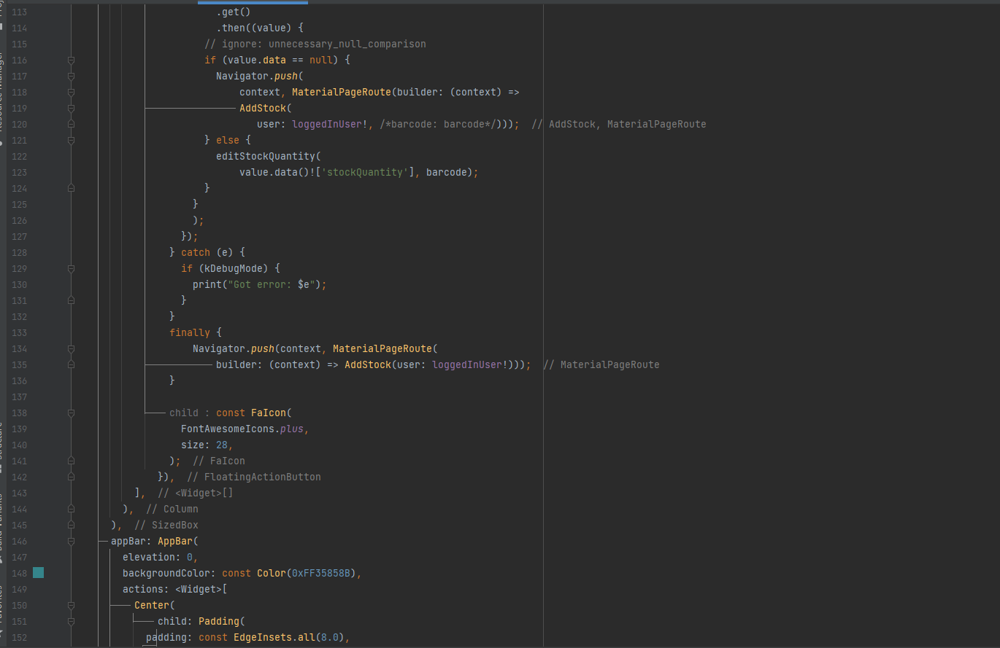 113 .get()
114 .then((value) {
115 // ignore: unnecessary_null_comparison
116 if (value.data == null) {
117 Navigator.push(
118 context, MaterialPageRoute(builder: (context) =>
119 AddStock(
120 user: loggedInUser!, /*barcode: barcode*/))); // AddStock, MaterialPageRoute
121 } else {
122 editStockQuantity(
123 value.data()!['stockQuantity'], barcode);
124 }
125 }
126 );
127 });
128 } catch (e) {
129 if (kDebugMode) {
130 print("Got error: $e");
131 }
132 }
133 finally {
134 Navigator.push(context, MaterialPageRoute(
135 builder: (context) => AddStock(user: loggedInUser!))); // MaterialPageRoute
136 }
137
138 child : const FaIcon(
139 FontAwesomeIcons.plus,
140 size: 28,
141 ); // FaIcon
142 }), // FloatingActionButton
143 ], // <Widget>[]
144 ), // Column
145 ), // SizedBox
146 appBar: AppBar(
147 elevation: 0,
148 backgroundColor: const Color(0xFF35858B),
149 actions: <Widget>[
150 Center(
151 child: Padding(
152 padding: const EdgeInsets.all(8.0),